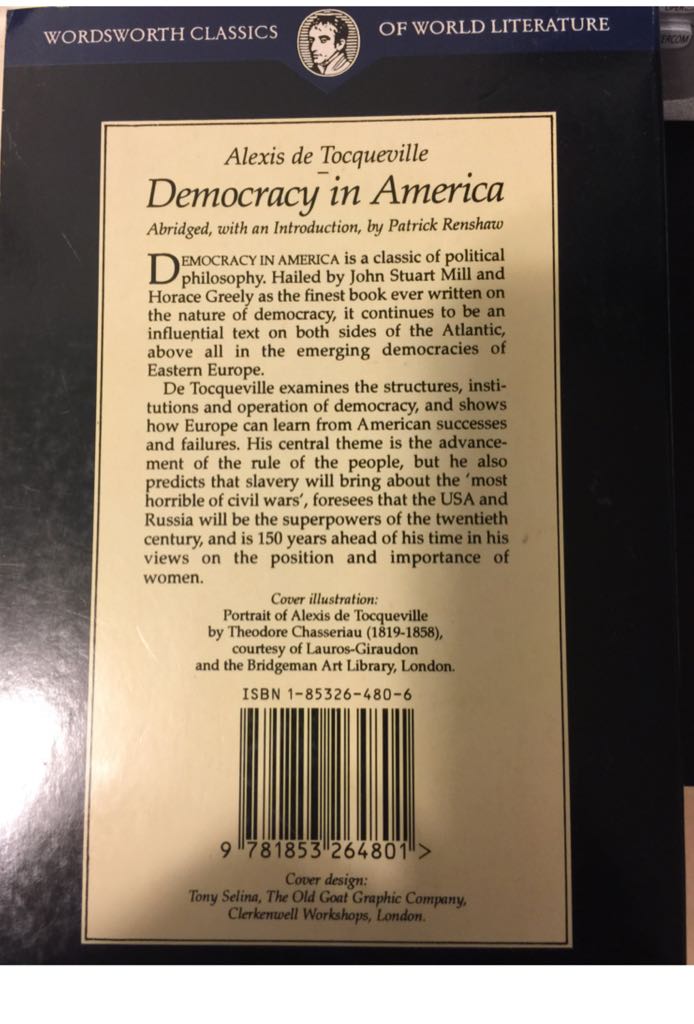 WORDSWORTH CLASSICS OF WORLD LITERATURE
ERCOM
Alexis de Tocqueville
Democracy in America
Abridged, with an Introduction, by Patrick Renshaw
DEMOCRACY IN AMERICA is a classic of political
philosophy. Hailed by John Stuart Mill and
Horace Greely as the finest book ever written on
the nature of democracy, it continues to be an
influential text on both sides of the Atlantic,
above all in the emerging democracies of
Eastern Europe.
De Tocqueville examines the structures, insti-
tutions and operation of democracy, and shows
how Europe can learn from American successes
and failures. His central theme is the advance-
ment of the rule of the people, but he also
predicts that slavery will bring about the 'most
horrible of civil wars', foresees that the USA and
Russia will be the superpowers of the twentieth
century, and is 150 years ahead of his time in his
views on the position and importance of
women.
Cover illustration:
Portrait of Alexis de Tocqueville
by Theodore Chasseriau (1819-1858),
courtesy of Lauros-Giraudon
and the Bridgeman Art Library, London.
ISBN 1-85326-480-6
9 781853 264801 >
Cover design:
Tony Selina, The Old Goat Graphic Company,
Clerkenwell Workshops, London.